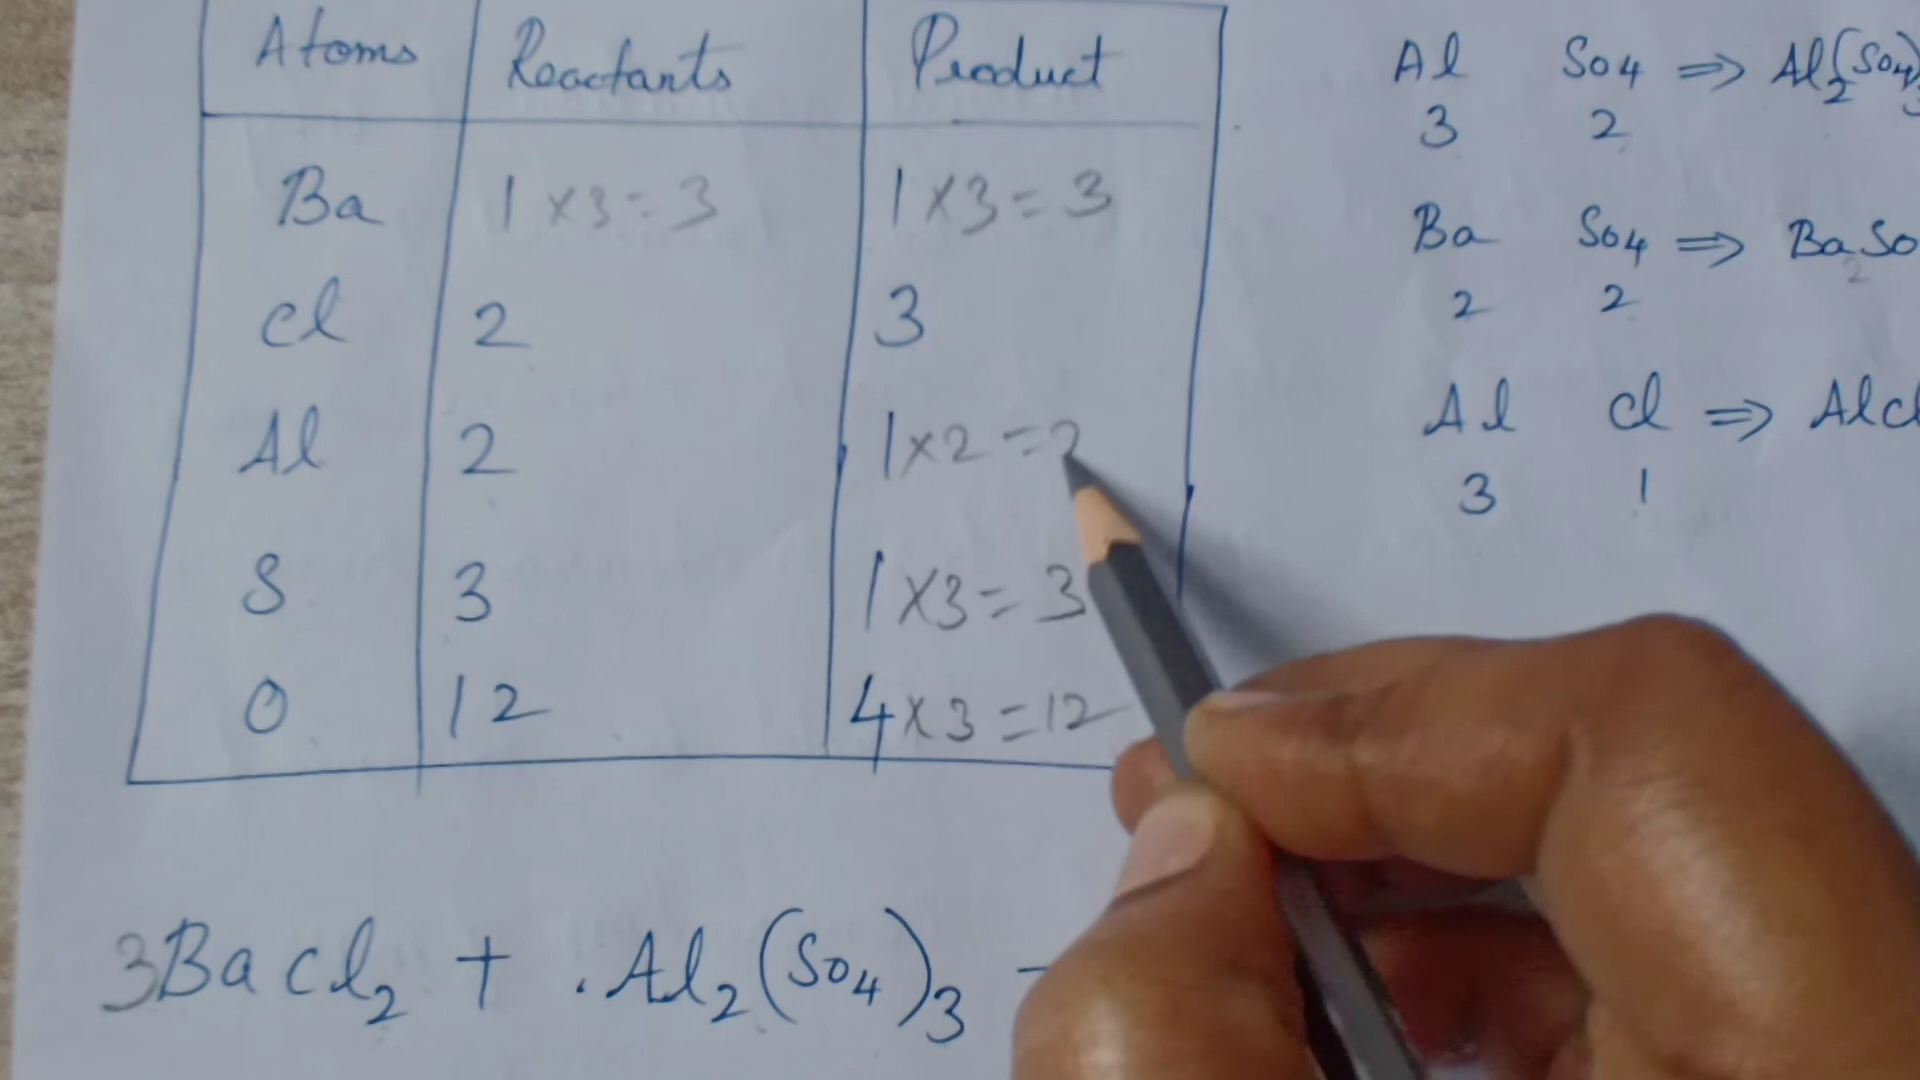 Atoms Reactants Product
Ba 1 x 3 = 3 1 x 3 = 3
Cl 2 3
Al 2 1 x 2 = 2
S 3 1 x 3 = 3
O 12 4 x 3 = 12
3BaCl2 + . Al2(So4)3 -
Al So4 ⇒ Al2(So4)3
3 2
Ba So4 ⇒ BaSo
2 2 2
Al Cl ⇒ AlCl
3 1